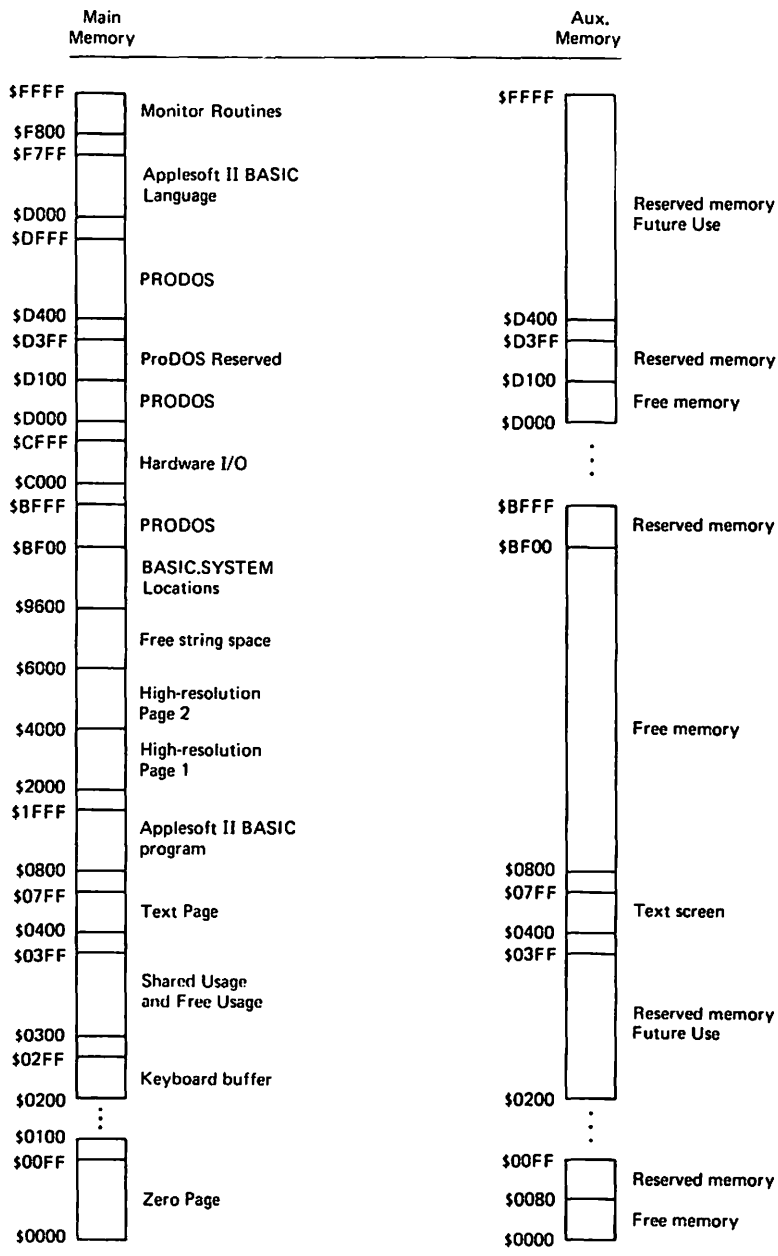 Main
Memory
Aux.
Memory
$FFFF
Monitor Routines
$F800
$F7FF
Applesoft II BASIC
Language
$D000
$DFFF
PRODOS
$D400
$D3FF
ProDOS Reserved
$D100
PRODOS
$D000
$CFFF
Hardware I/O
$C000
$BFFF
PRODOS
$BF00
BASIC.SYSTEM
Locations
$9600
Free string space
$6000
High-resolution
Page 2
$4000
High-resolution
Page 1
$2000
$1FFF
Applesoft II BASIC
program
$0800
$07FF
Text Page
$0400
$03FF
Shared Usage
and Free Usage
$0300
$02FF
Keyboard buffer
$0200
$0100
$00FF
Zero Page
$0000
$FFFF
Reserved memory
Future Use
$D400
$D3FF
Reserved memory
$D100
Free memory
$D000
$BFFF
Reserved memory
$BF00
Free memory
$0800
$07FF
Text screen
$0400
$03FF
Reserved memory
Future Use
$0200
$00FF
Reserved memory
$0080
Free memory
$0000